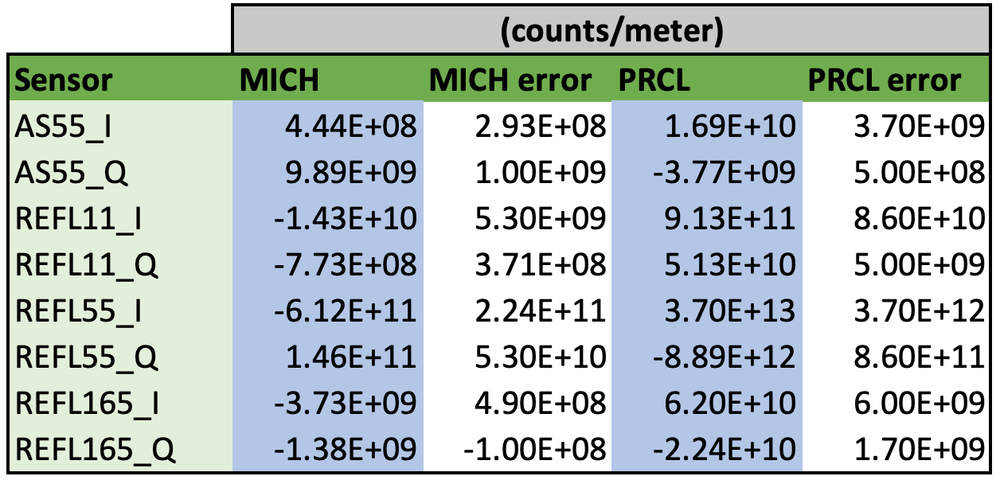 (counts/meter)
Sensor MICH MICH error PRCL PRCL error
AS55_I 4.44E+08 2.93E+08 1.69E+10 3.70E+09
AS55_Q 9.89E+09 1.00E+09 -3.77E+09 5.00E+08
REFL11_I -1.43E+10 5.30E+09 9.13E+11 8.60E+10
REFL11_Q -7.73E+08 3.71E+08 5.13E+10 5.00E+09
REFL55_I -6.12E+11 2.24E+11 3.70E+13 3.70E+12
REFL55_Q 1.46E+11 5.30E+10 -8.89E+12 8.60E+11
REFL165_I -3.73E+09 4.90E+08 6.20E+10 6.00E+09
REFL165_Q -1.38E+09 -1.00E+08 -2.24E+10 1.70E+09